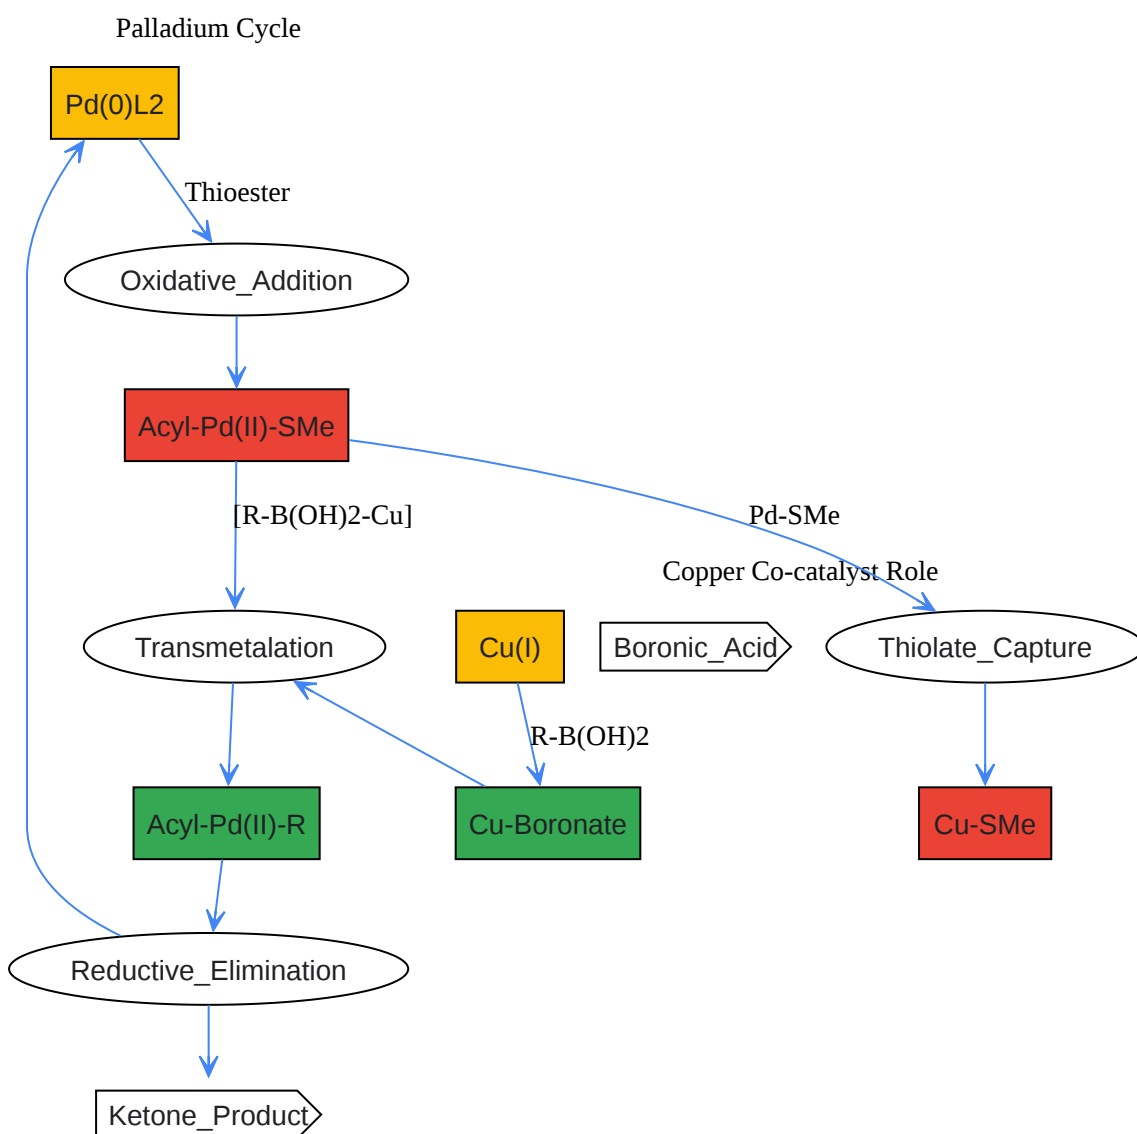 Palladium Cycle
Pd(0)L2
Thioester
Oxidative_Addition
Acyl-Pd(II)-SMe
[R-B(OH)2-Cu]
Pd-SMe
Copper Co-catalyst Role
Transmetalation
Cu(I)
Boronic_Acid
Thiolate_Capture
R-B(OH)2
Acyl-Pd(II)-R
Cu-Boronate
Cu-SMe
Reductive_Elimination
Ketone_Product